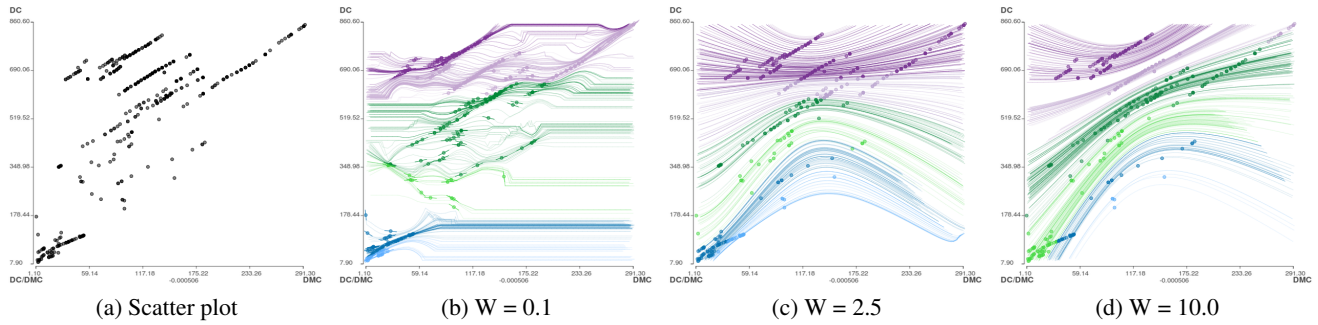 DC
860.60
690.06
519.52
348.98
178.44
7.90
1.10 59.14 117.18 175.22 233.26 291.30
DC/DMC -0.000506 DMC
(a) Scatter plot
DC
860.60
690.06
519.52
348.98
178.44
7.90
1.10 59.14 117.18 175.22 233.26 291.30
DC/DMC -0.000506 DMC
(b) W = 0.1
DC
860.60
690.06
519.52
348.98
178.44
7.90
1.10 59.14 117.18 175.22 233.26 291.30
DC/DMC -0.000506 DMC
(c) W = 2.5
DC
860.60
690.06
519.52
348.98
178.44
7.90
1.10 59.14 117.18 175.22 233.26 291.30
DC/DMC -0.000506 DMC
(d) W = 10.0